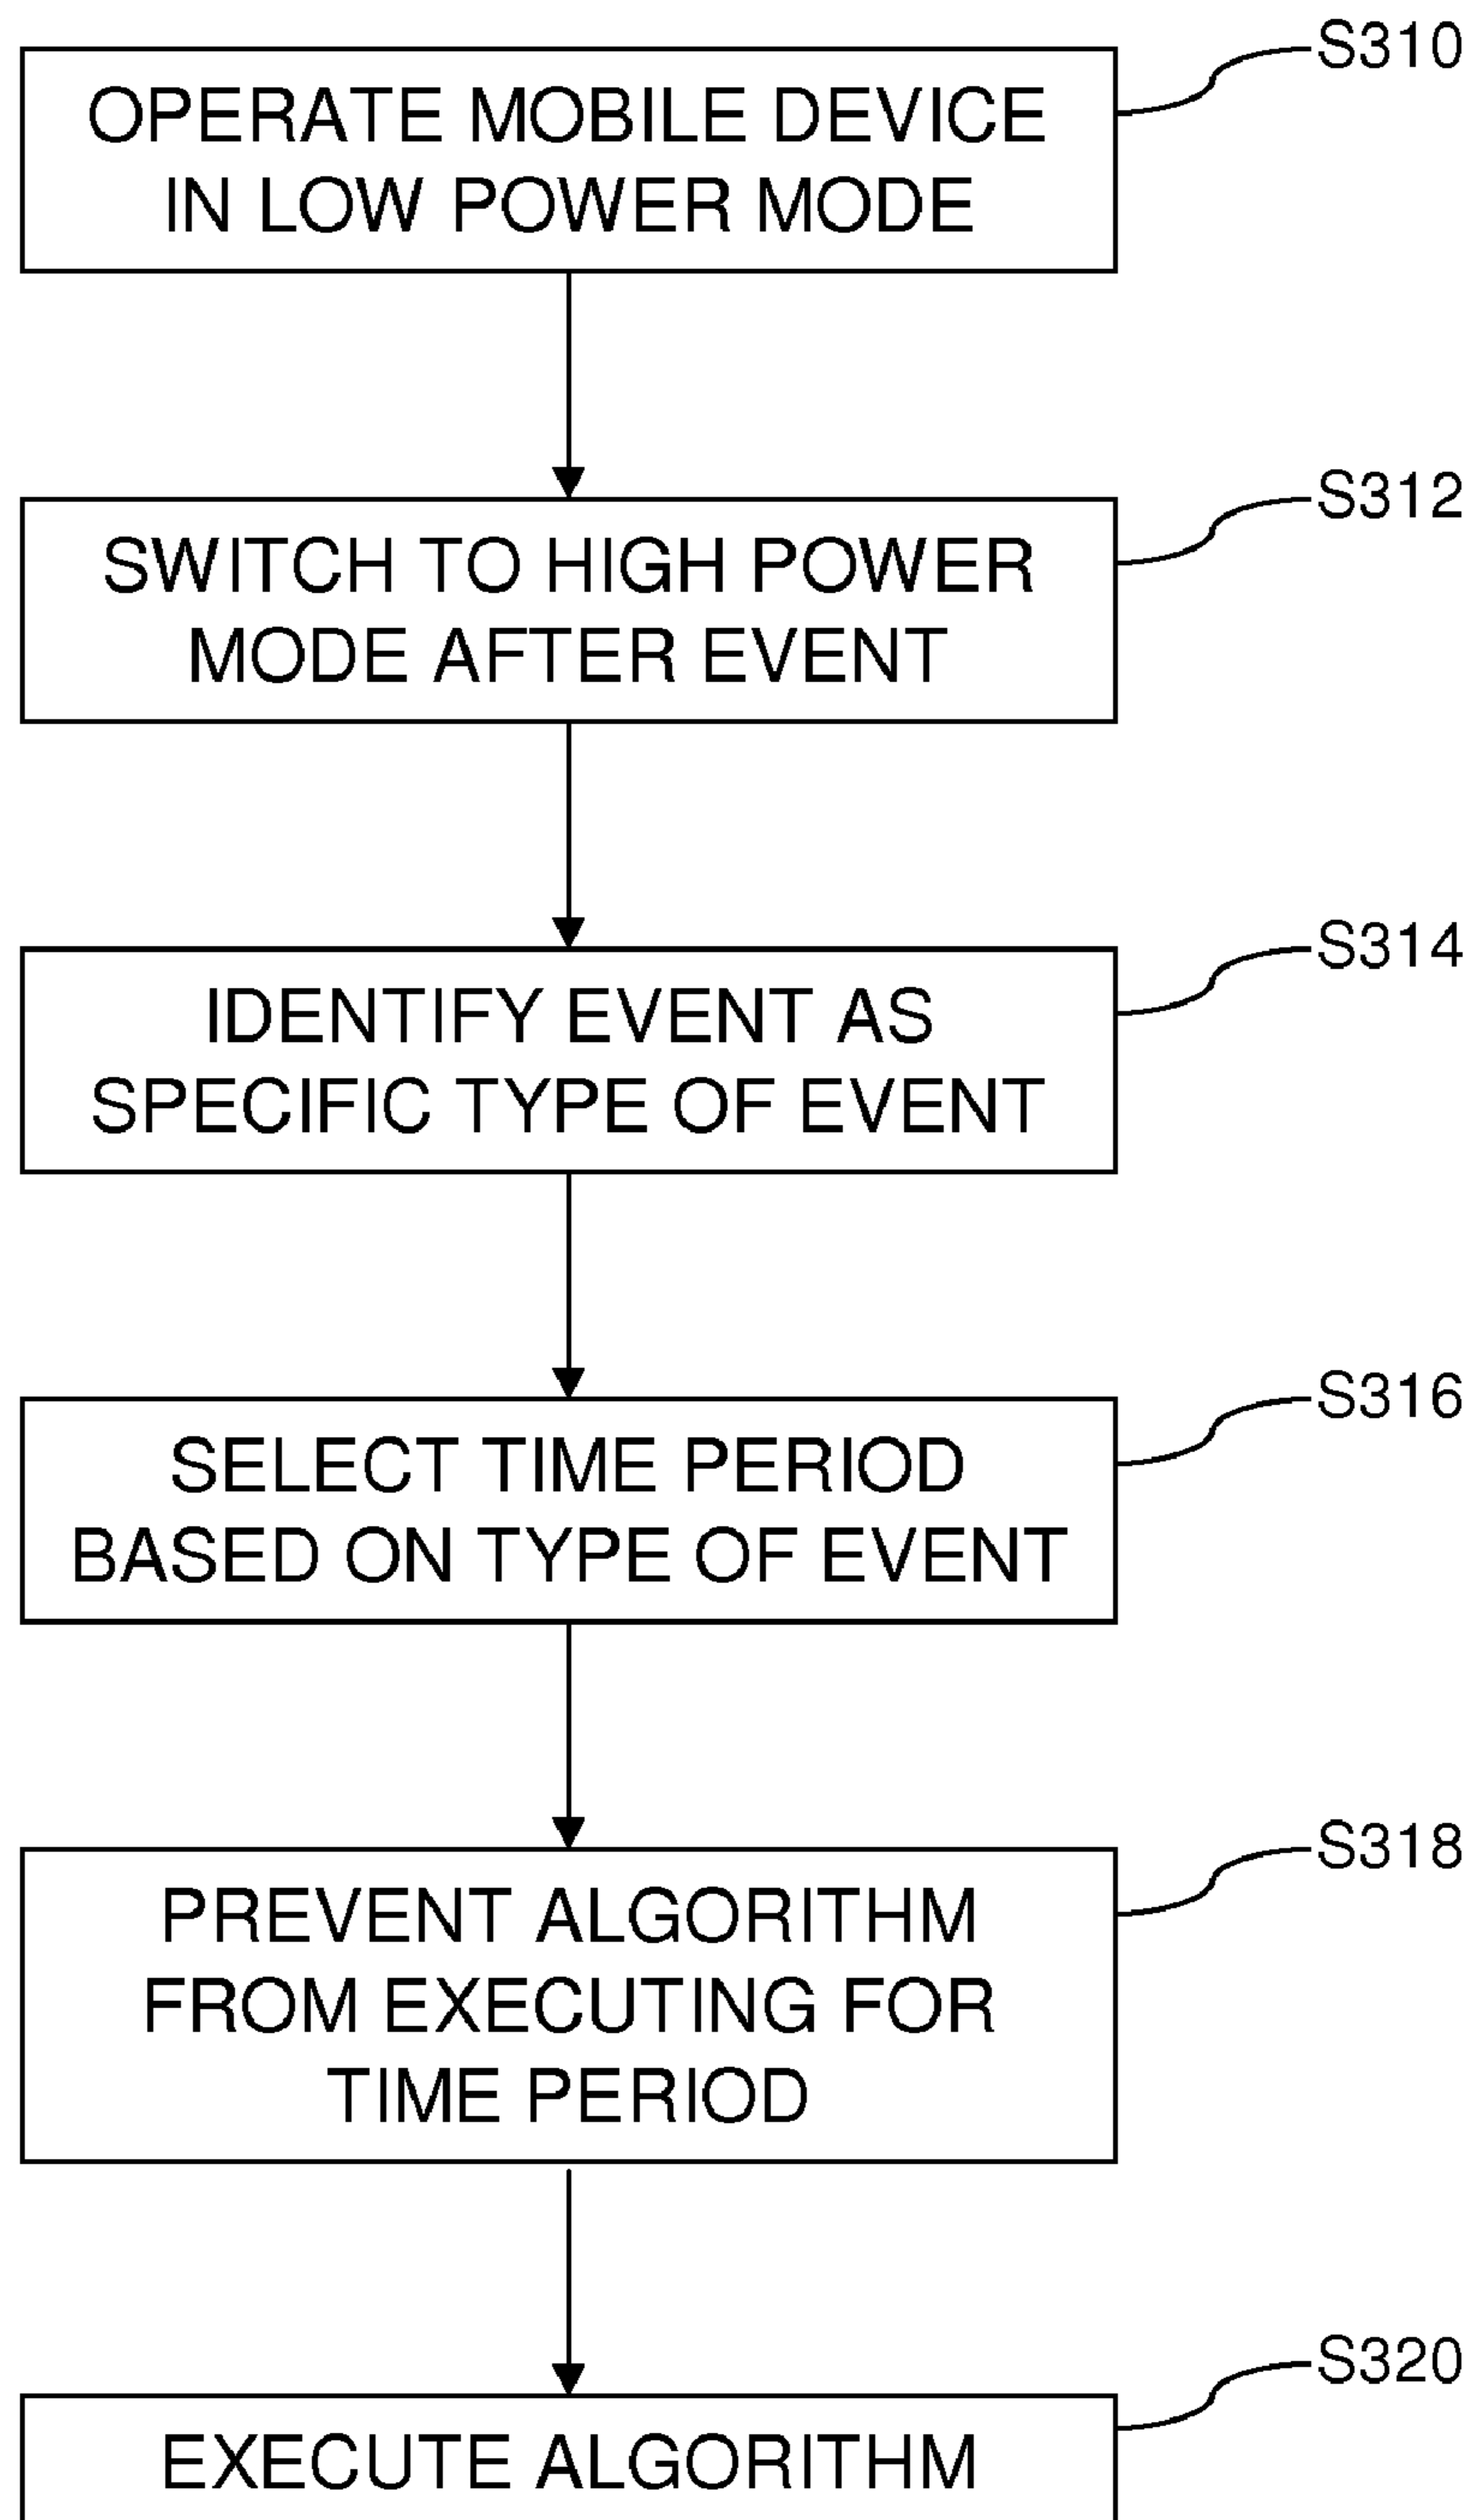 S310
OPERATE MOBILE DEVICE
IN LOW POWER MODE
S312
SWITCH TO HIGH POWER
MODE AFTER EVENT
S314
IDENTIFY EVENT AS
SPECIFIC TYPE OF EVENT
S316
SELECT TIME PERIOD
BASED ON TYPE OF EVENT
S318
PREVENT ALGORITHM
FROM EXECUTING FOR
TIME PERIOD
S320
EXECUTE ALGORITHM